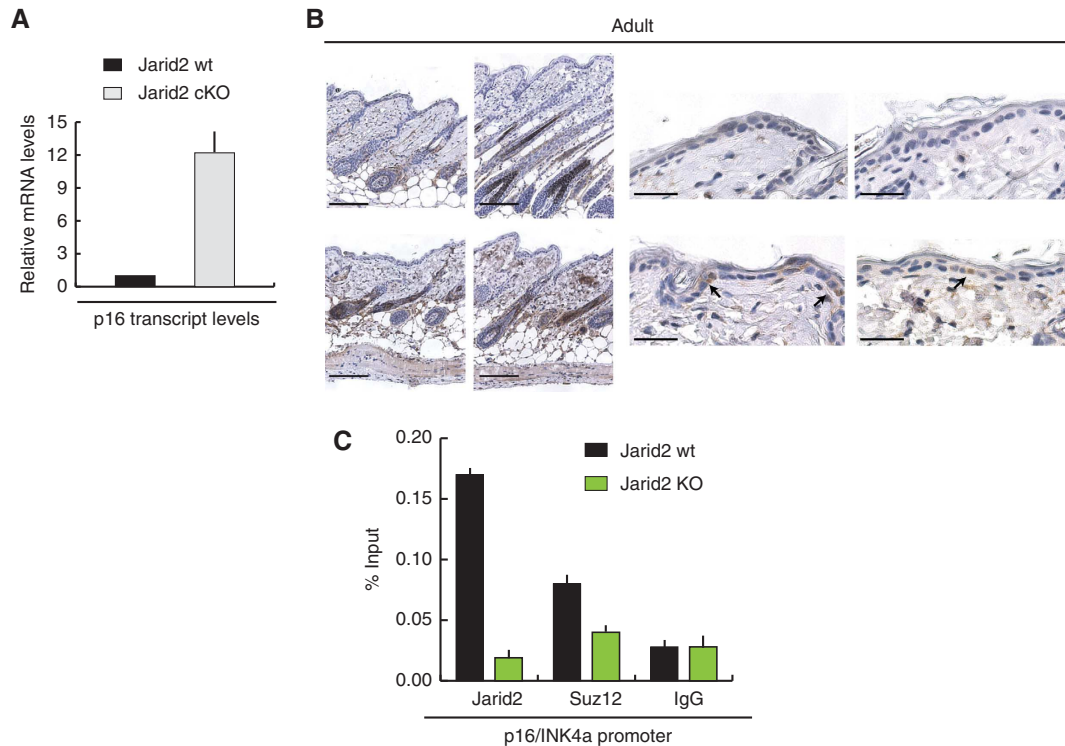 A
Jarid2 wt
Jarid2 cKO
Relative mRNA levels
15
12
9
6
3
0
p16 transcript levels
B
Adult
C
Jarid2 wt
Jarid2 KO
% Input
0.20
0.15
0.10
0.05
0.00
Jarid2 Suz12 IgG
p16/INK4a promoter